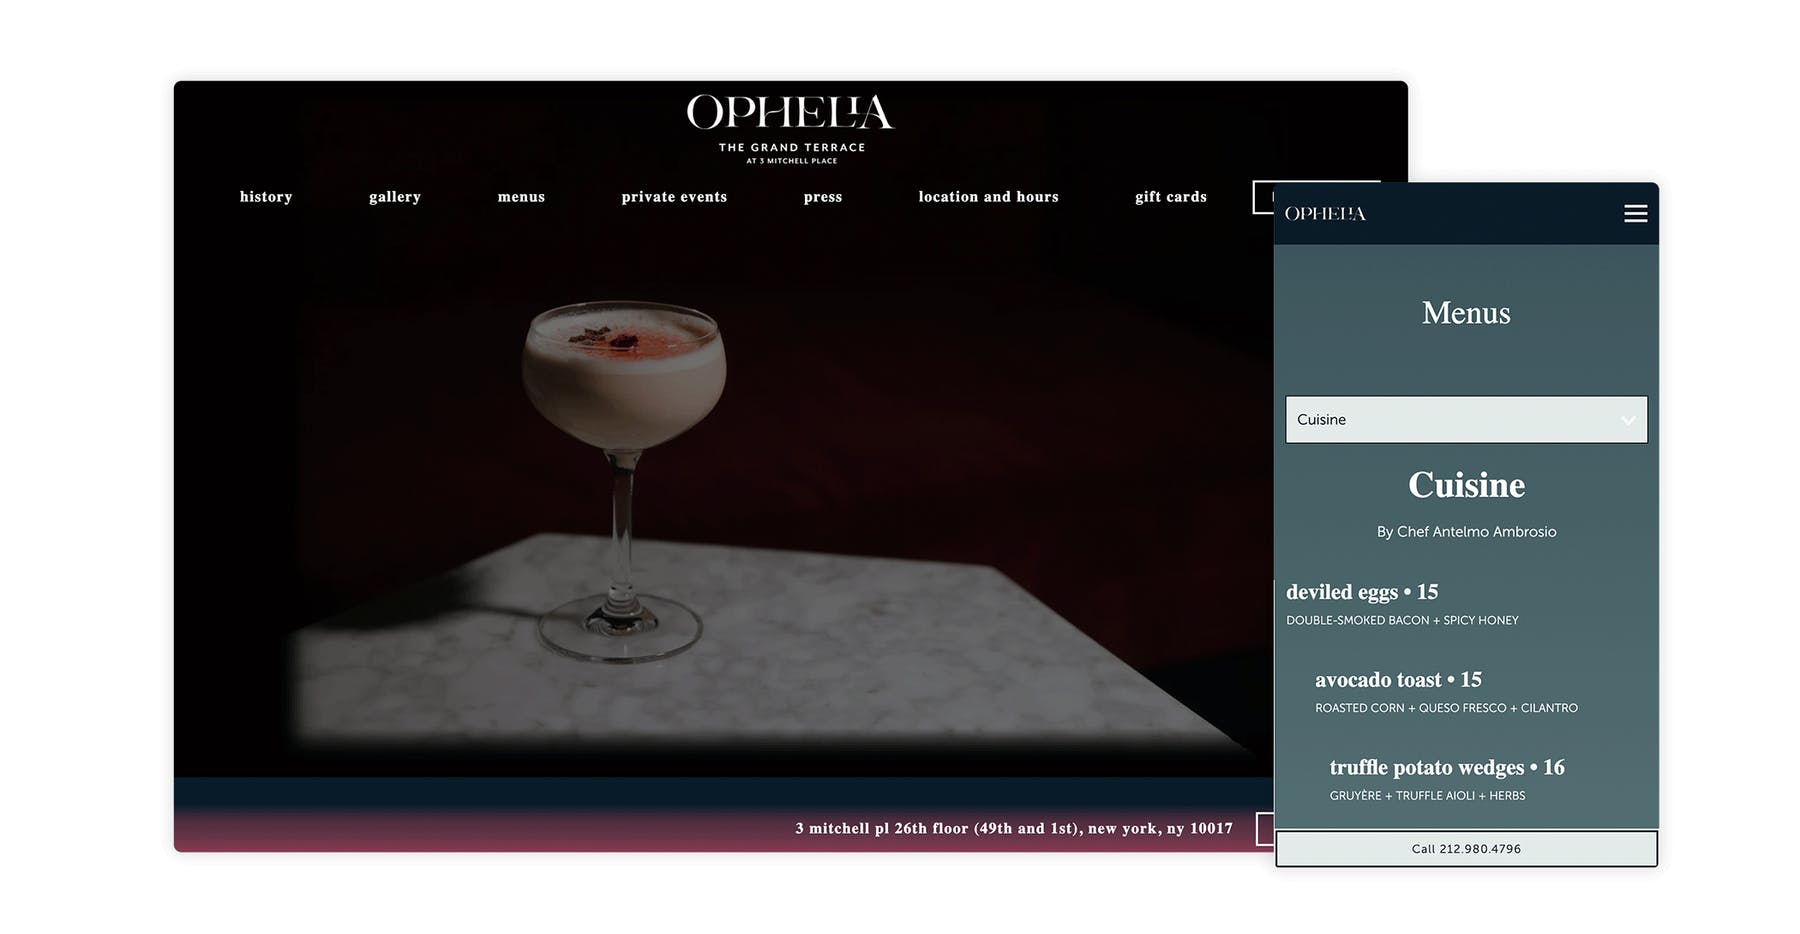 OPHELIA
THE GRAND TERRACE
AT 3 MITCHELL PLACE
history gallery menus private events press location and hours gift cards
3 mitchell pl 26th floor (49th and 1st), new york, ny 10017
OPHELIA
Menus
Cuisine
Cuisine
By Chef Antelmo Ambrosio
deviled eggs • 15
DOUBLE-SMOKED BACON + SPICY HONEY
avocado toast • 15
ROASTED CORN + QUESO FRESCO + CILANTRO
truffle potato wedges • 16
GRUYÈRE + TRUFFLE AIOLI + HERBS
Call 212.980.4796